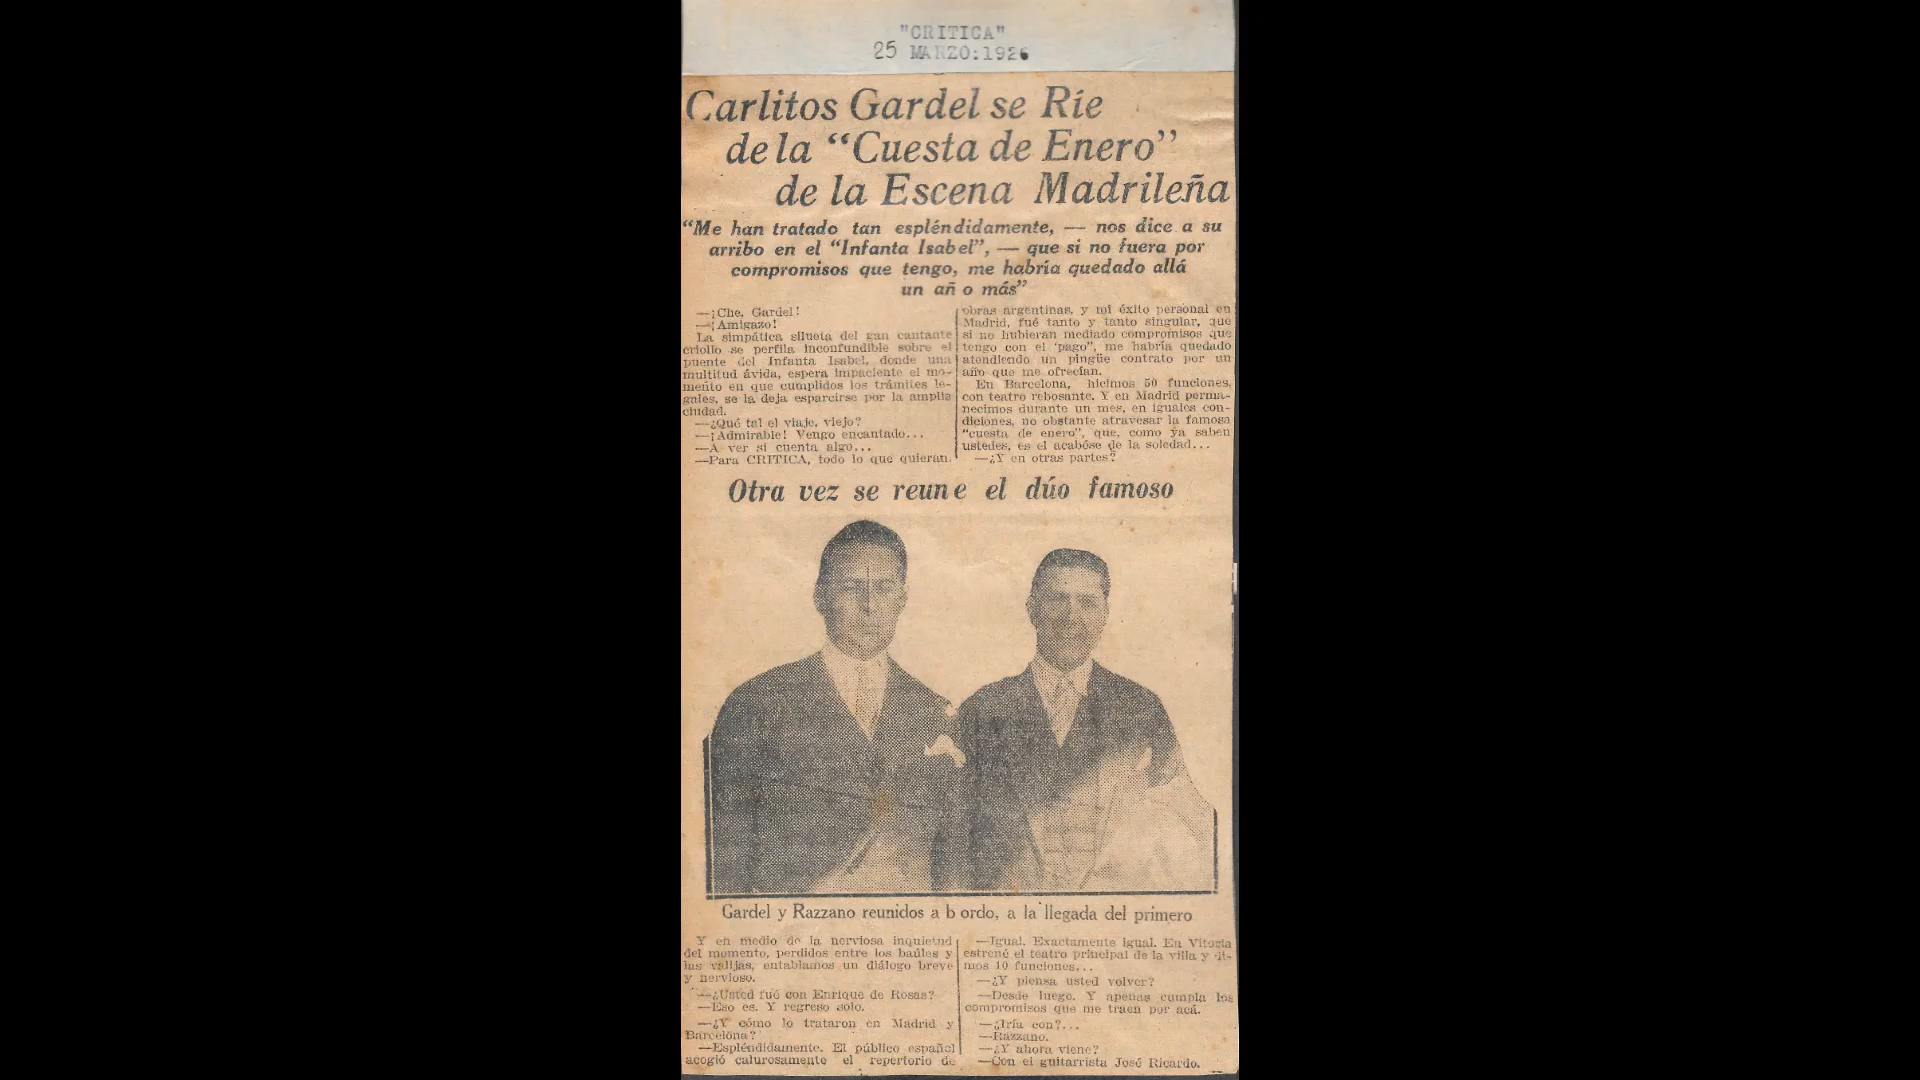 "CRITICA"
25 MARZO:1926
Carlitos Gardel se Ríe
de la “Cuesta de Enero”
de la Escena Madrileña
“Me han tratado tan espléndidamente, — nos dice a su
arribo en el “Infanta Isabel”, — que si no fuera por
compromisos que tengo, me habría quedado allá
un añ o más”
—¡Che, Gardel!
—¡Amigazo!
La simpática silueta del gan cantante
criollo se perfila inconfundible sobre el
puente del Infanta Isabel, donde una
multitud ávida, espera impaciente el mo-
mento en que cumplidos los trámites le-
gales, se la deja esparcirse por la amplia
ciudad.
—¿Qué tal el viaje, viejo?
—¡Admirable! Vengo encantado...
—A ver si cuenta algo...
—Para CRITICA, todo lo que quieran.
obras argentinas, y mi éxito personal en
Madrid, fué tanto y tanto singular, que
si no hubieran mediado compromisos que
tengo con el 'pago", me habría quedado
atendiendo un pingüe contrato por un
año que me ofrecían.
En Barcelona, hicimos 50 funciones,
con teatro rebosante. Y en Madrid perma-
necimos durante un mes, en iguales con-
diciones, no obstante atravesar la famosa
"cuesta de enero", que, como ya saben
ustedes, es el acabóse de la soledad...
—¿Y en otras partes?
Otra vez se reune el dúo famoso
Gardel y Razzano reunidos a b ordo, a la llegada del primero
Y en medio de la nerviosa inquietud
del momento, perdidos entre los baúles y
las valijas, entablamos un diálogo breve
y nervioso.
—¿Usted fué con Enrique de Rosas?
—Eso es. Y regreso solo.
—¿Y cómo lo trataron en Madrid y
Barcelona?
—Espléndidamente. El público español
acogió calurosamente el repertorio de
—Igual. Exactamente igual. En Vitoria
estrené el teatro principal de la villa y di-
mos 10 funciones...
—¿Y piensa usted volver?
—Desde luego. Y apenas cumpla los
compromisos que me traen por acá.
—¿Iría con?...
—Razzano.
—¿Y ahora viene?
—Con el guitarrista José Ricardo.